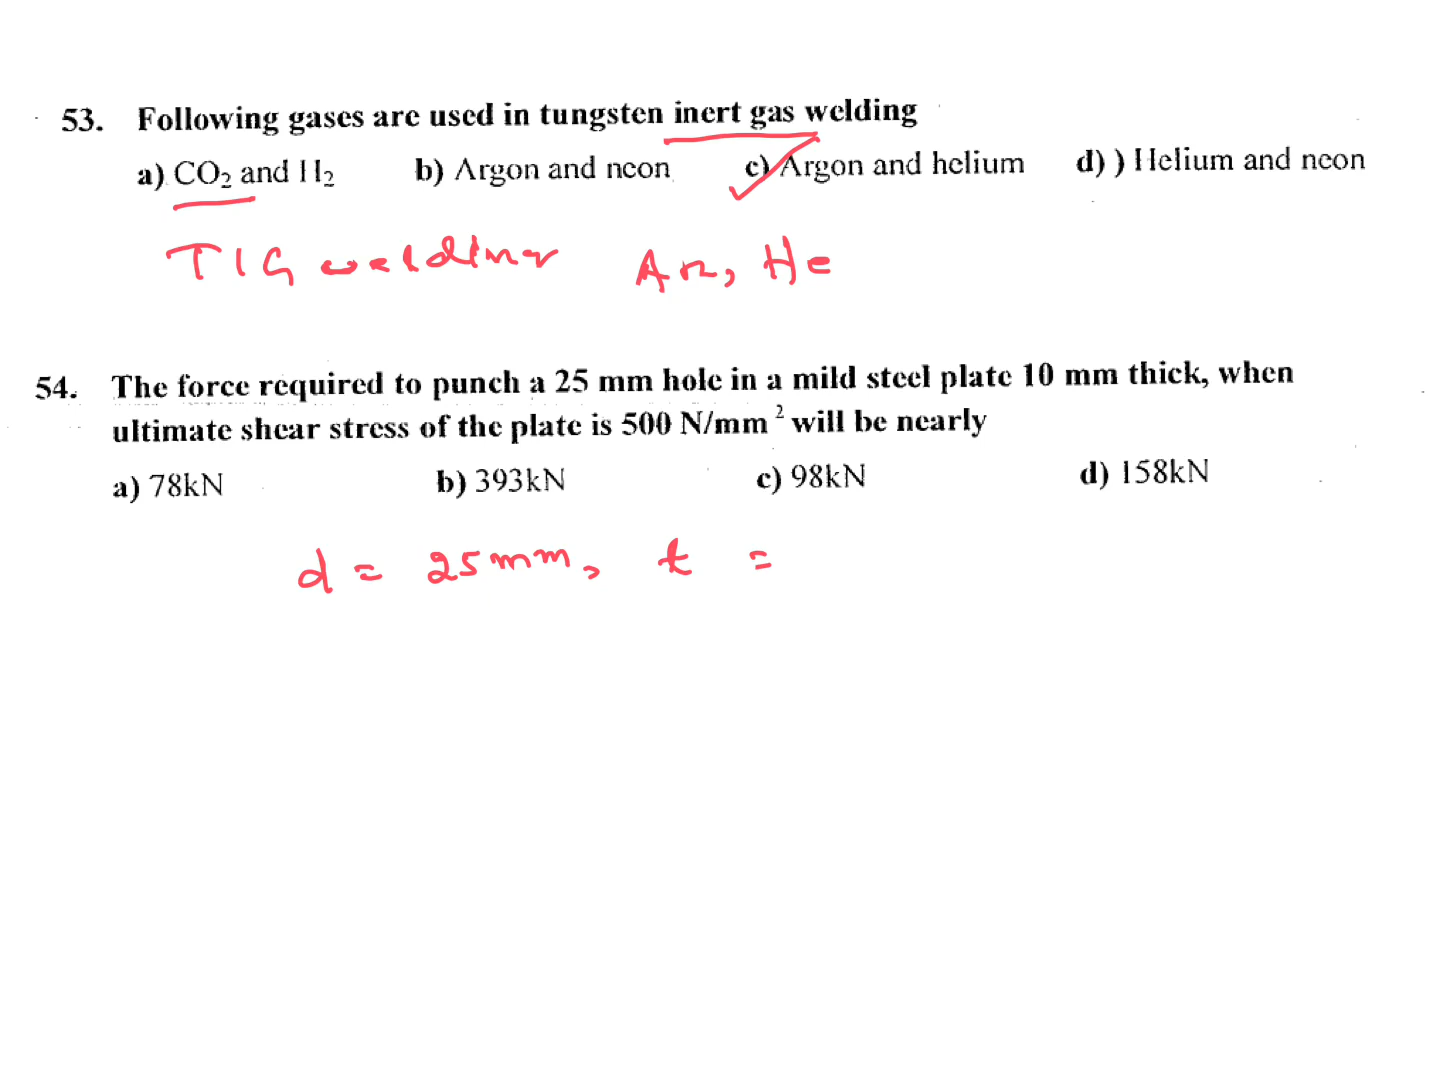 53. Following gases are used in tungsten inert gas welding
a) CO₂ and H₂ b) Argon and neon c) Argon and helium d) ) Helium and neon
TIG welding Ar, He
54. The force required to punch a 25 mm hole in a mild steel plate 10 mm thick, when
ultimate shear stress of the plate is 500 N/mm² will be nearly
a) 78kN b) 393kN c) 98kN d) 158kN
d = 25mm, t =